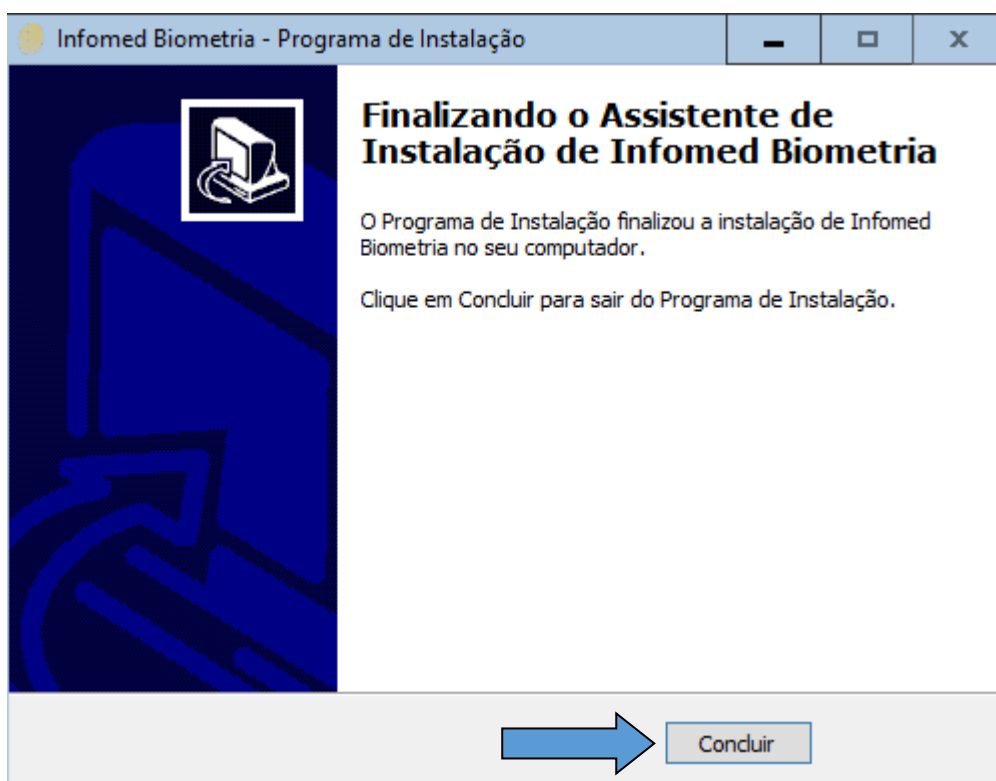 Infomed Biometria - Programa de Instalação
Finalizando o Assistente de
Instalação de Infomed Biometria
O Programa de Instalação finalizou a instalação de Infomed
Biometria no seu computador.
Clique em Concluir para sair do Programa de Instalação.
Concluir